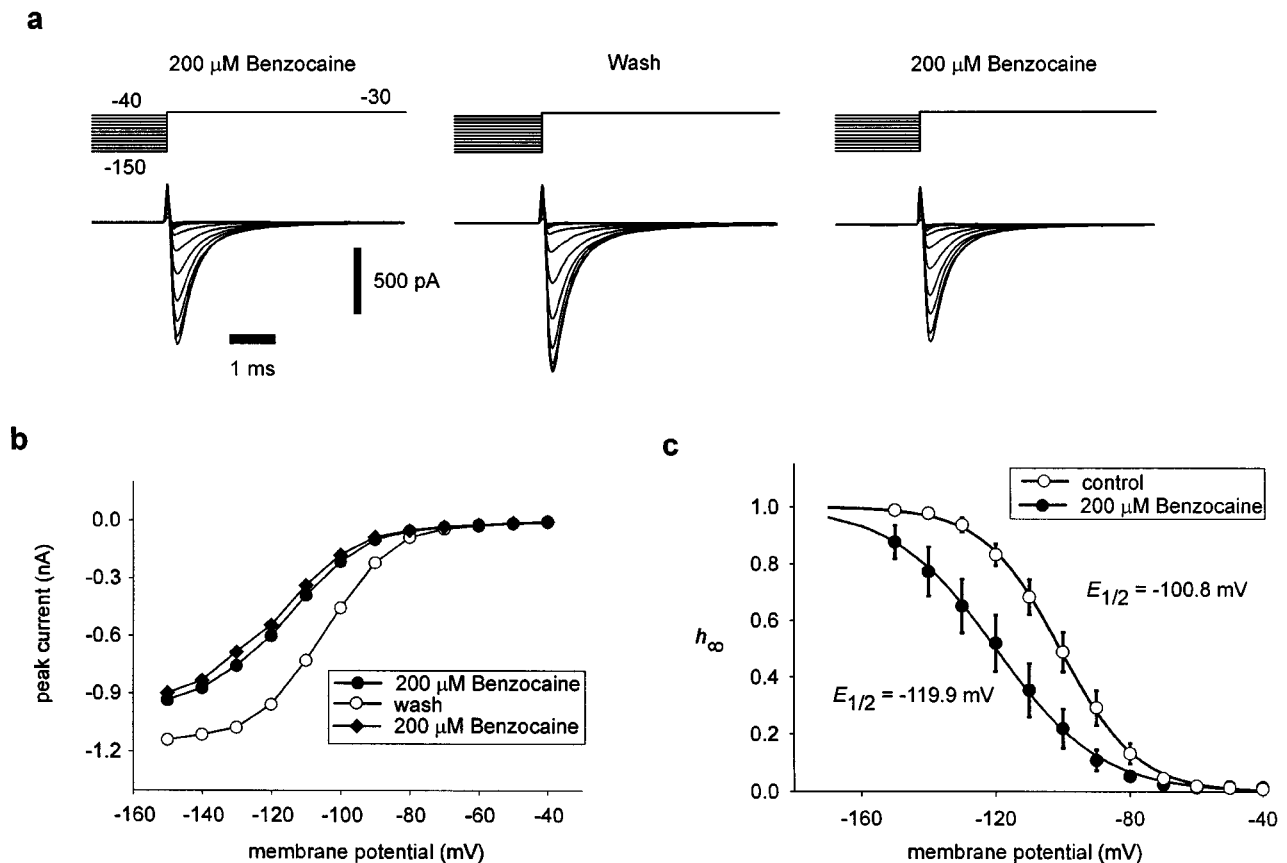 a
200 μM Benzocaine
Wash
200 μM Benzocaine
-40
-30
-150
500 pA
1 ms
b
0.0
-0.3
-0.6
-0.9
-1.2
peak current (nA)
200 μM Benzocaine
wash
200 μM Benzocaine
-160 -140 -120 -100 -80 -60 -40
membrane potential (mV)
c
control
200 μM Benzocaine
1.0
0.8
0.6
0.4
0.2
0.0
h∞
E1/2 = -100.8 mV
E1/2 = -119.9 mV
-160 -120 -80 -40
membrane potential (mV)